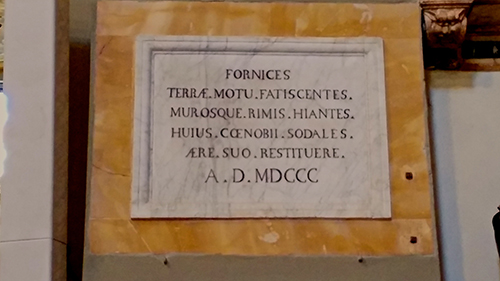 FORNICES
TERRÆ . MOTU . FATISCENTES .
MUROSQUE . RIMIS . HIANTES .
HUIUS . CŒNOBII . SODALES .
ÆRE . SUO . RESTITUERE .
A . D . MDCCC